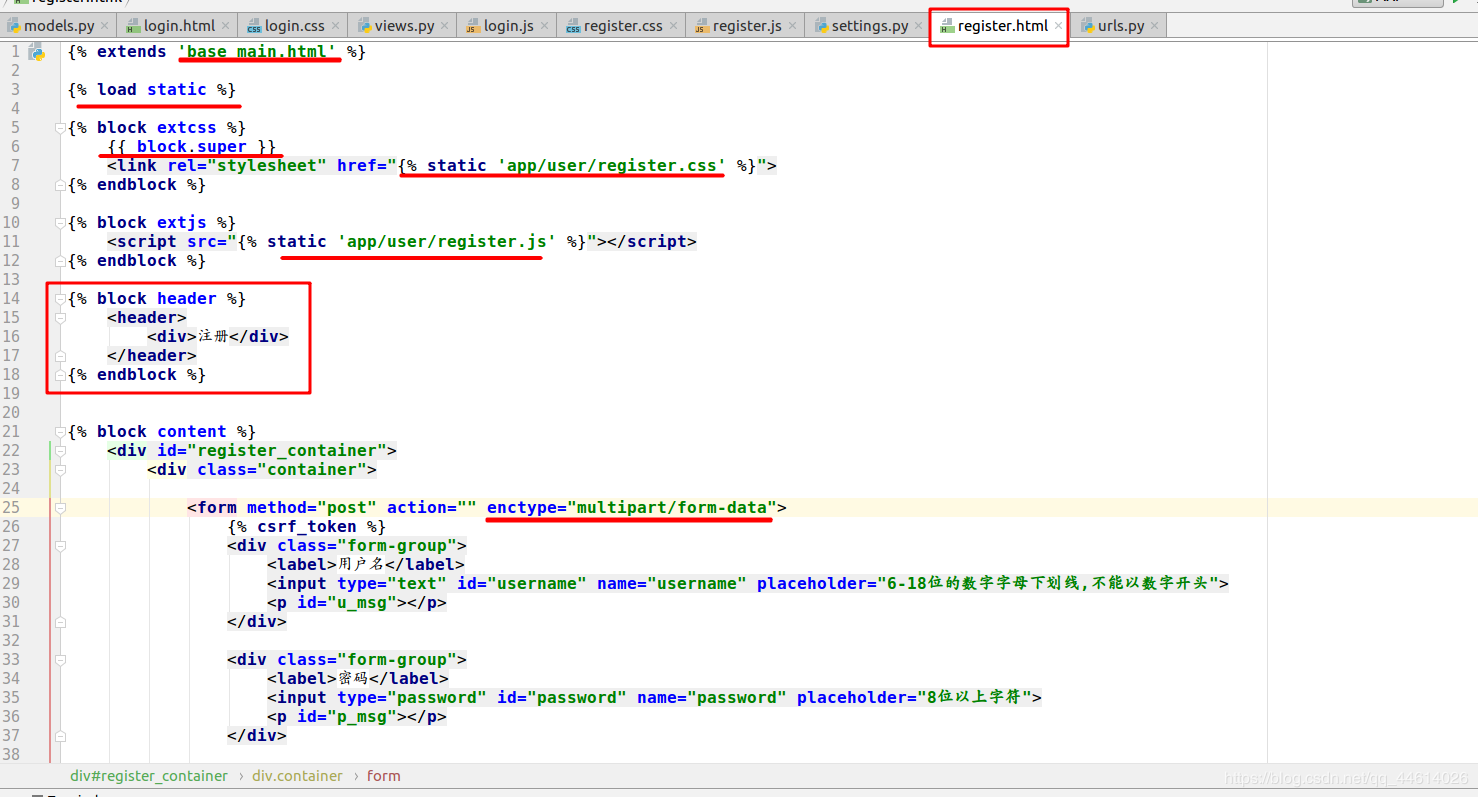 models.py login.html login.css views.py login.js register.css register.js settings.py register.html urls.py
1 {% extends 'base_main.html' %}
2
3 {% load static %}
4
5 {% block extcss %}
6 {{ block.super }}
7 <link rel="stylesheet" href="{% static 'app/user/register.css' %}">
8 {% endblock %}
9
10 {% block extjs %}
11 <script src="{% static 'app/user/register.js' %}"></script>
12 {% endblock %}
13
14 {% block header %}
15 <header>
16 <div>注册</div>
17 </header>
18 {% endblock %}
19
20
21 {% block content %}
22 <div id="register_container">
23 <div class="container">
24
25 <form method="post" action="" enctype="multipart/form-data">
26 {% csrf_token %}
27 <div class="form-group">
28 <label>用户名</label>
29 <input type="text" id="username" name="username" placeholder="6-18位的数字字母下划线,不能以数字开头">
30 <p id="u_msg"></p>
31 </div>
32
33 <div class="form-group">
34 <label>密码</label>
35 <input type="password" id="password" name="password" placeholder="8位以上字符">
36 <p id="p_msg"></p>
37 </div>
38
div#register_container › div.container › form
https://blog.csdn.net/qq_44614026